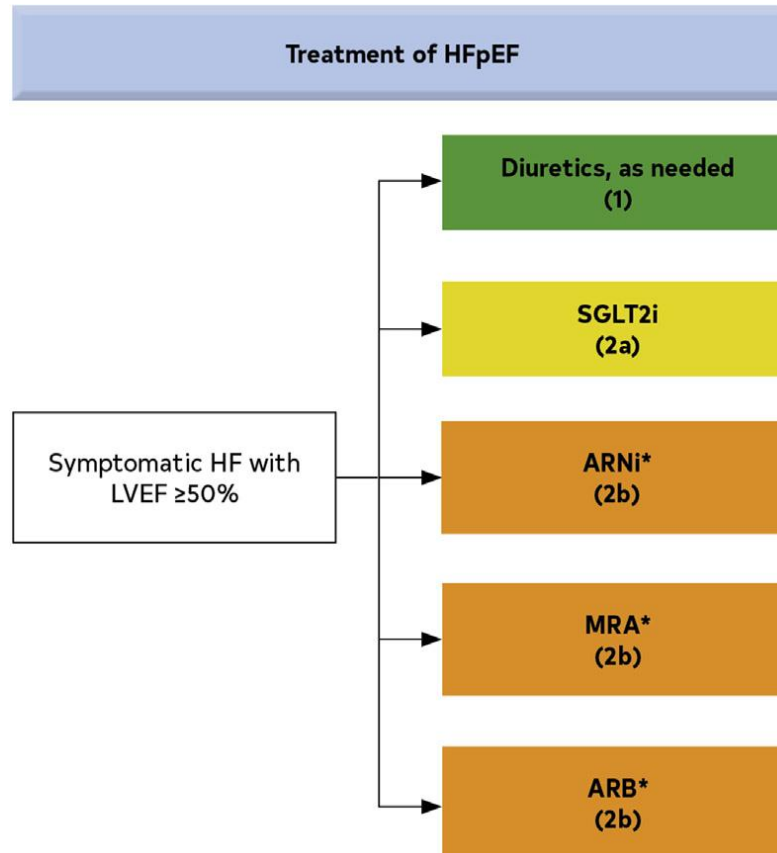 Treatment of HFpEF
Diuretics, as needed
(1)
SGLT2i
(2a)
Symptomatic HF with
LVEF ≥50%
ARNi*
(2b)
MRA*
(2b)
ARB*
(2b)